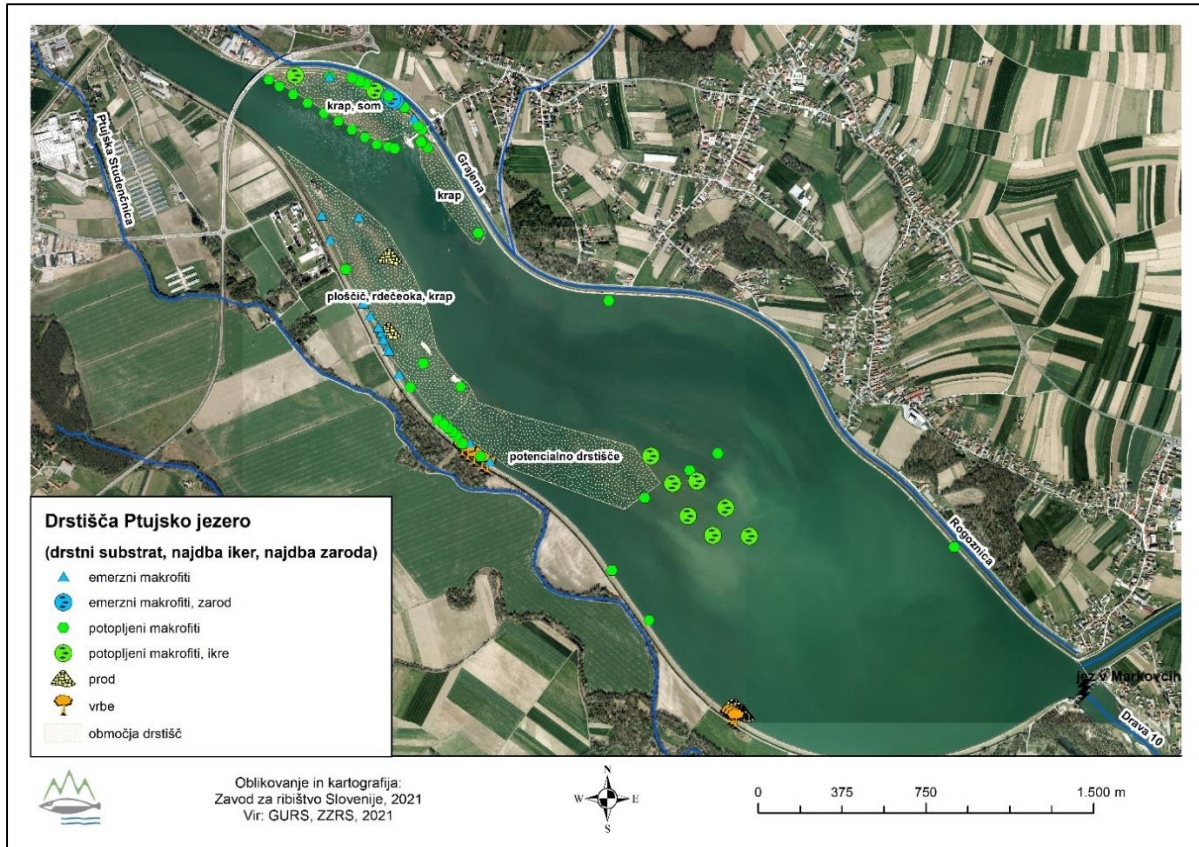 krap, som
Ptujska Studenčnica
Grajena
krap
ploščič, rdečeoka, krap
potencialno drstišče
Rogoznica
jez v Markovcih
Drava 10
Drstišča Ptujsko jezero
(drstni substrat, najdba iker, najdba zaroda)
emerzni makrofiti
emerzni makrofiti, zarod
potopljeni makrofiti
potopljeni makrofiti, ikre
prod
vrbe
območja drstišč
Oblikovanje in kartografija:
Zavod za ribištvo Slovenije, 2021
Vir: GURS, ZZRS, 2021
N
W E
S
0 375 750 1.500 m